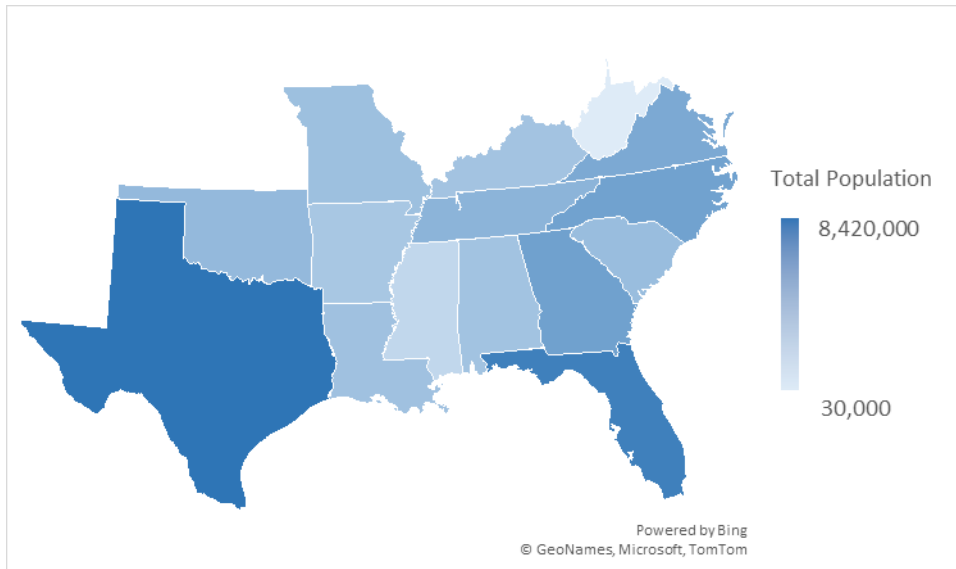 Total Population
8,420,000
30,000
Powered by Bing
© GeoNames, Microsoft, TomTom